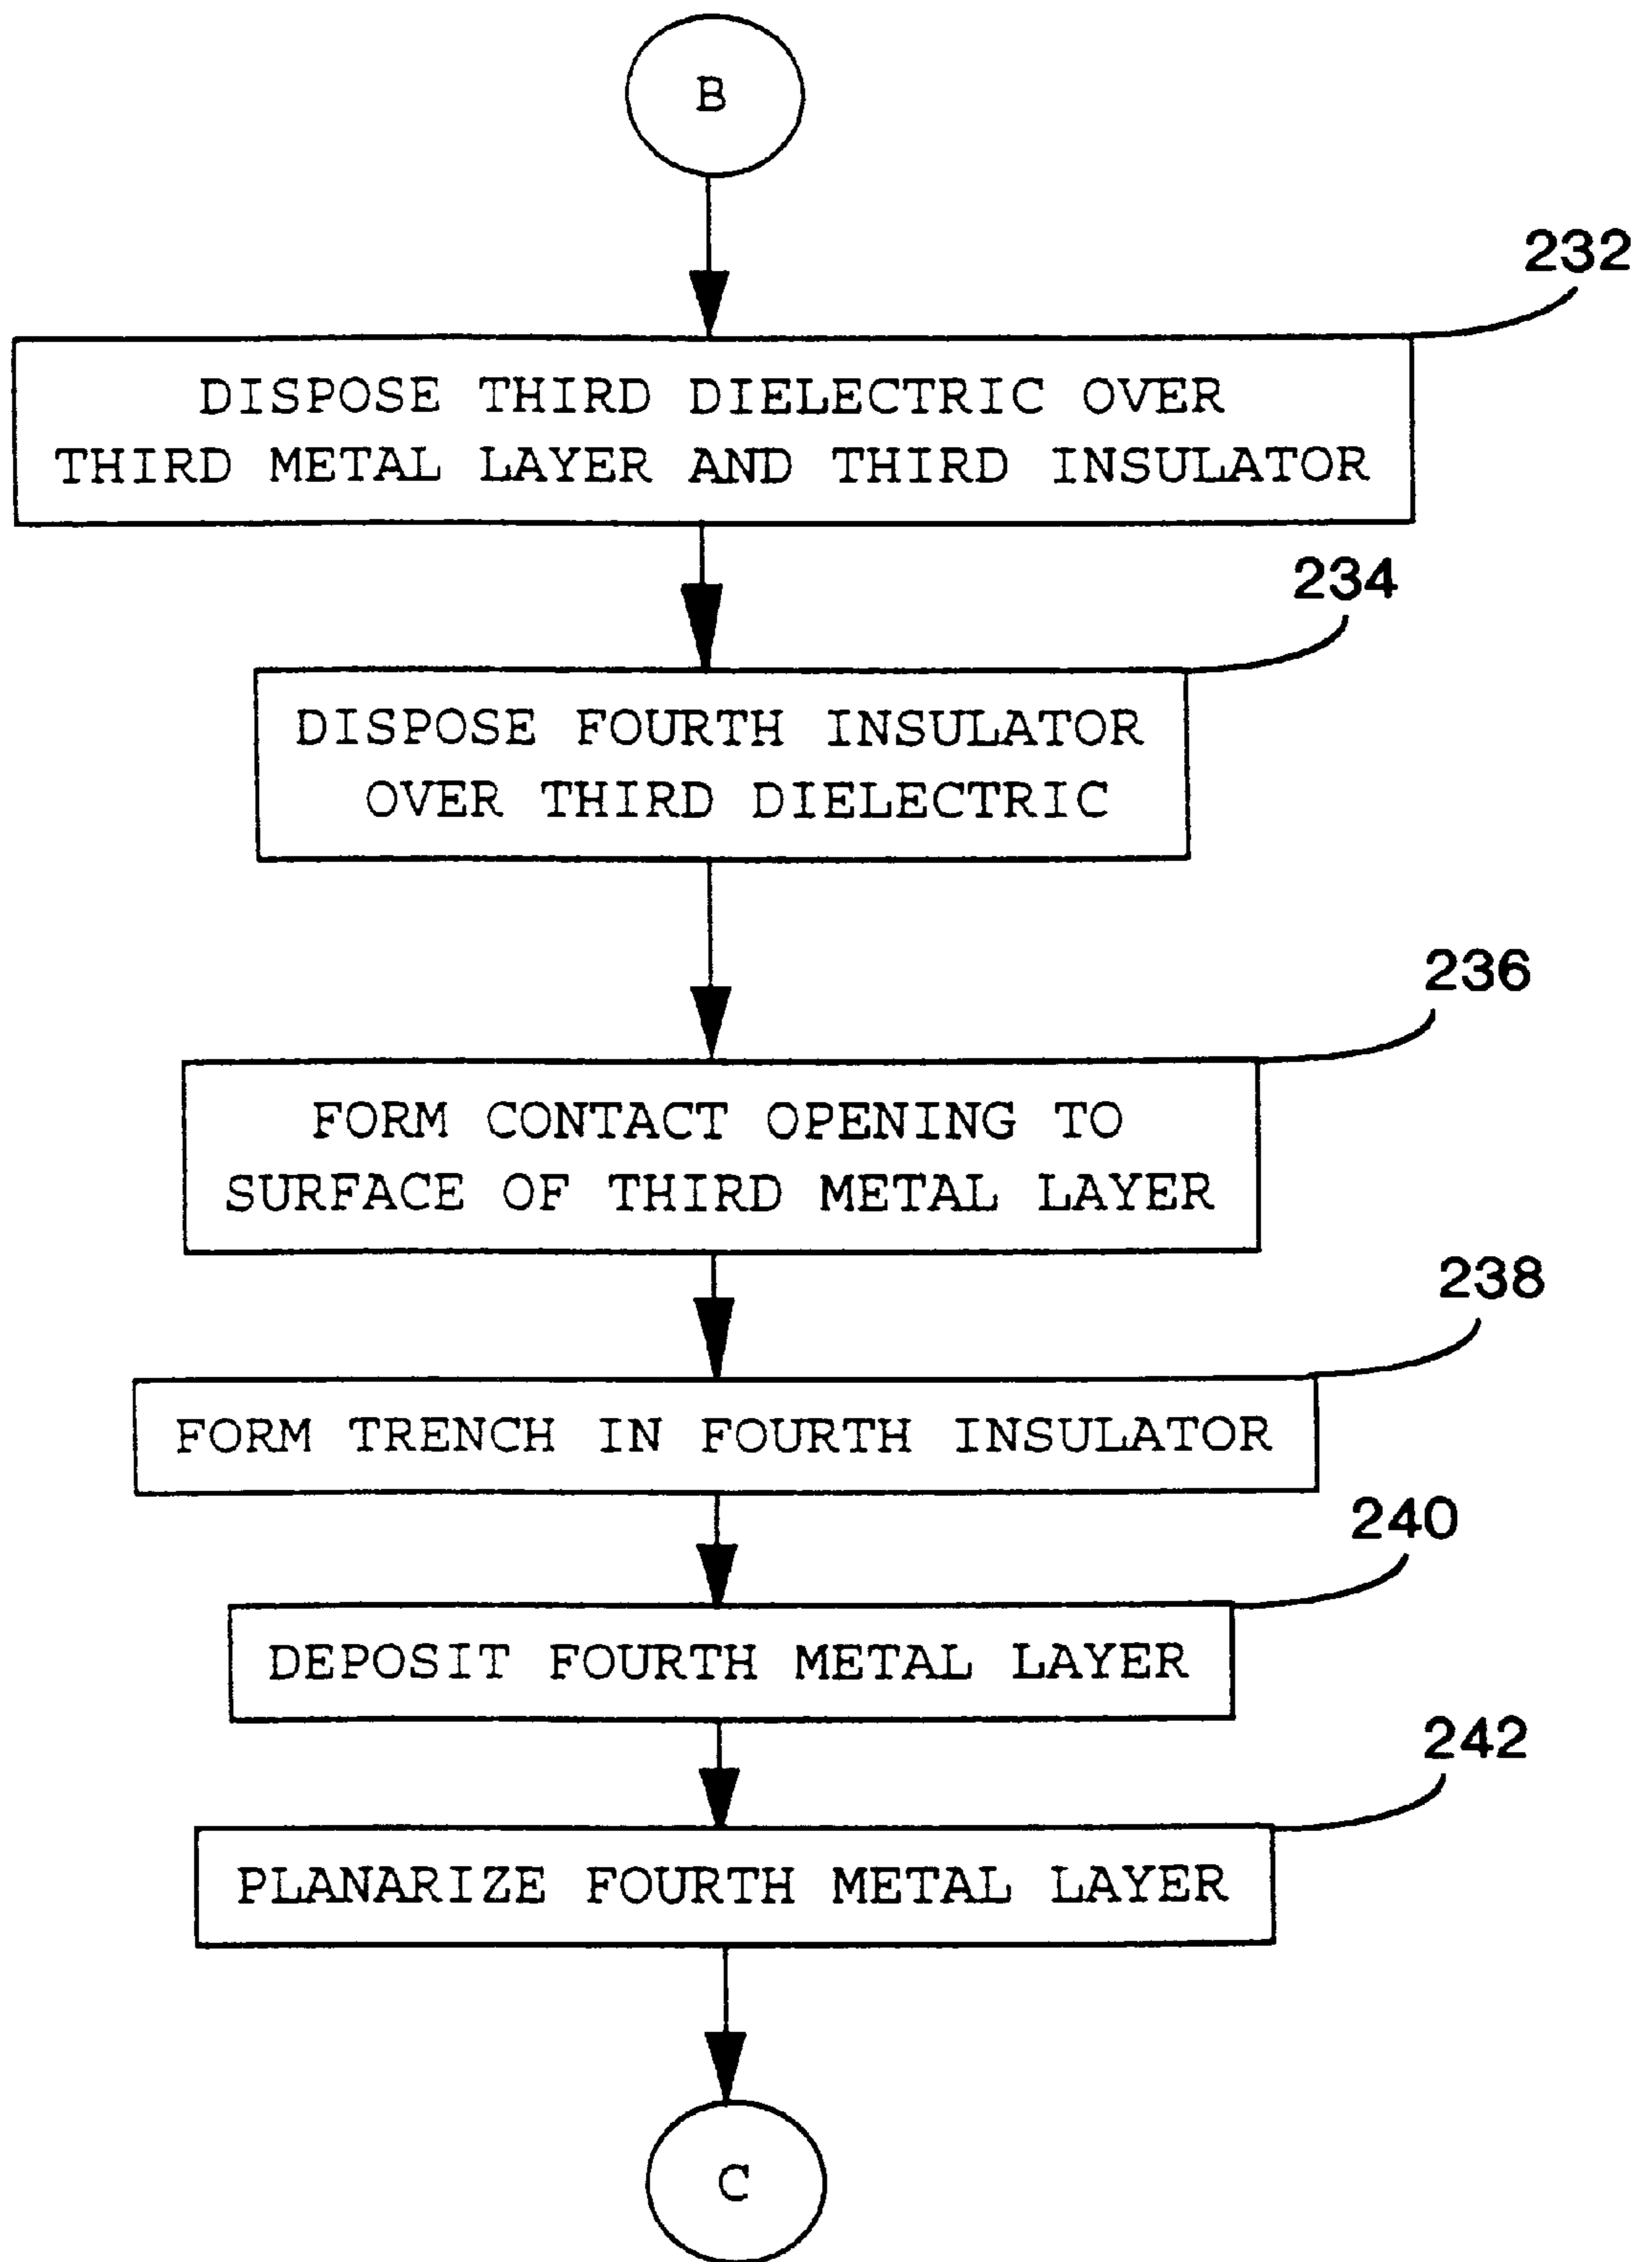 B
232
DISPOSE THIRD DIELECTRIC OVER
THIRD METAL LAYER AND THIRD INSULATOR
234
DISPOSE FOURTH INSULATOR
OVER THIRD DIELECTRIC
236
FORM CONTACT OPENING TO
SURFACE OF THIRD METAL LAYER
238
FORM TRENCH IN FOURTH INSULATOR
240
DEPOSIT FOURTH METAL LAYER
242
PLANARIZE FOURTH METAL LAYER
C